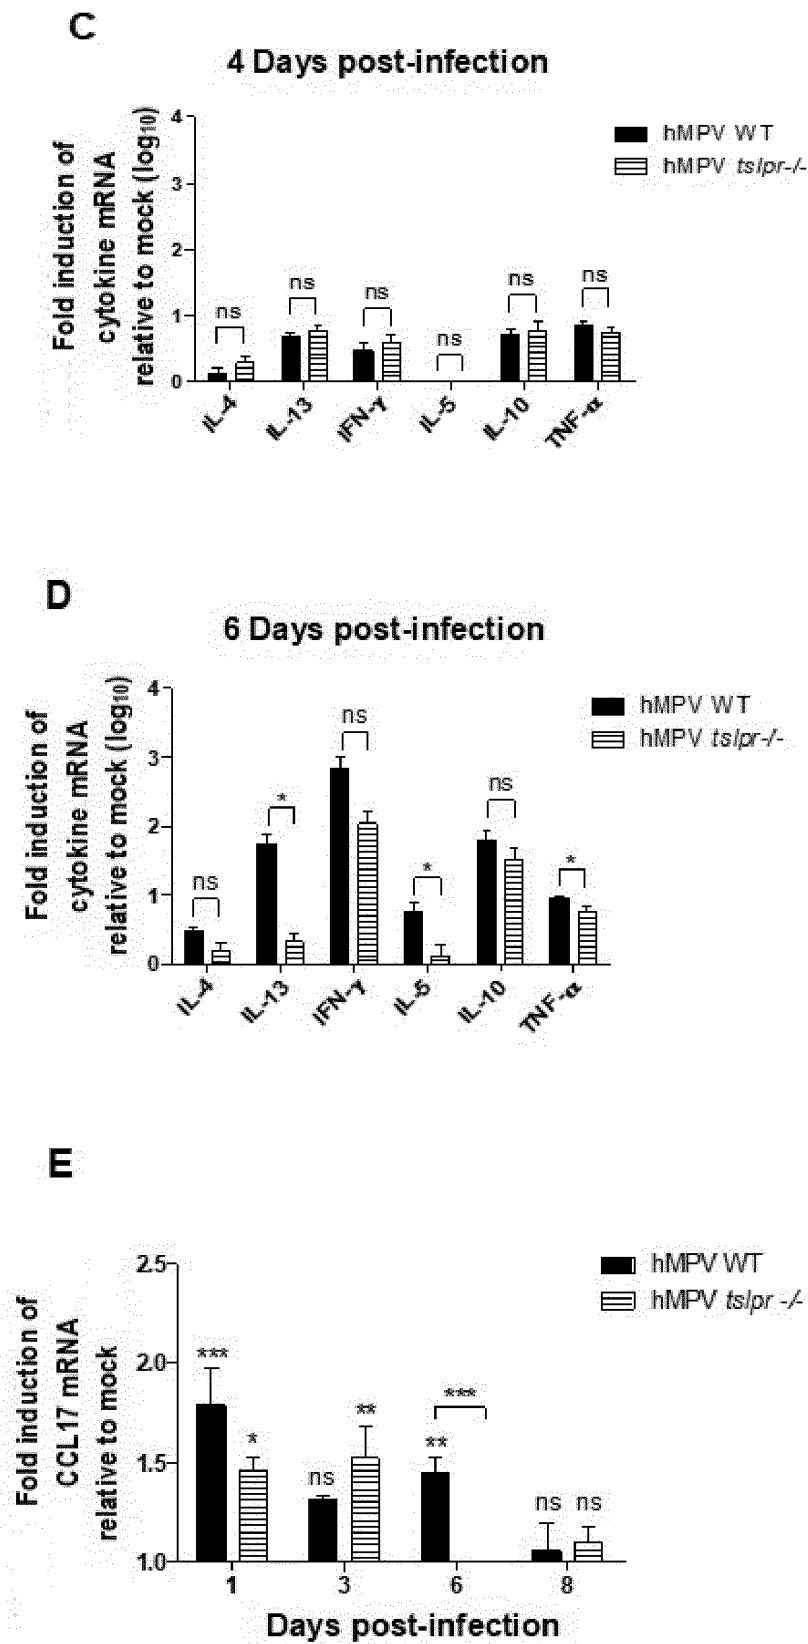 C
4 Days post-infection
Fold induction of
cytokine mRNA
relative to mock (log10)
4
3
2
1
0
hMPV WT
hMPV tslpr-/-
ns
ns
ns
ns
ns
ns
IL-4
IL-13
IFN-γ
IL-5
IL-10
TNF-α
D
6 Days post-infection
Fold induction of
cytokine mRNA
relative to mock (log10)
4
3
2
1
0
hMPV WT
hMPV tslpr-/-
ns
*
ns
*
ns
*
IL-4
IL-13
IFN-γ
IL-5
IL-10
TNF-α
E
Fold induction of
CCL17 mRNA
relative to mock
2.5
2.0
1.5
1.0
hMPV WT
hMPV tslpr -/-
***
*
ns
**
**
***
ns ns
1 3 6 8
Days post-infection